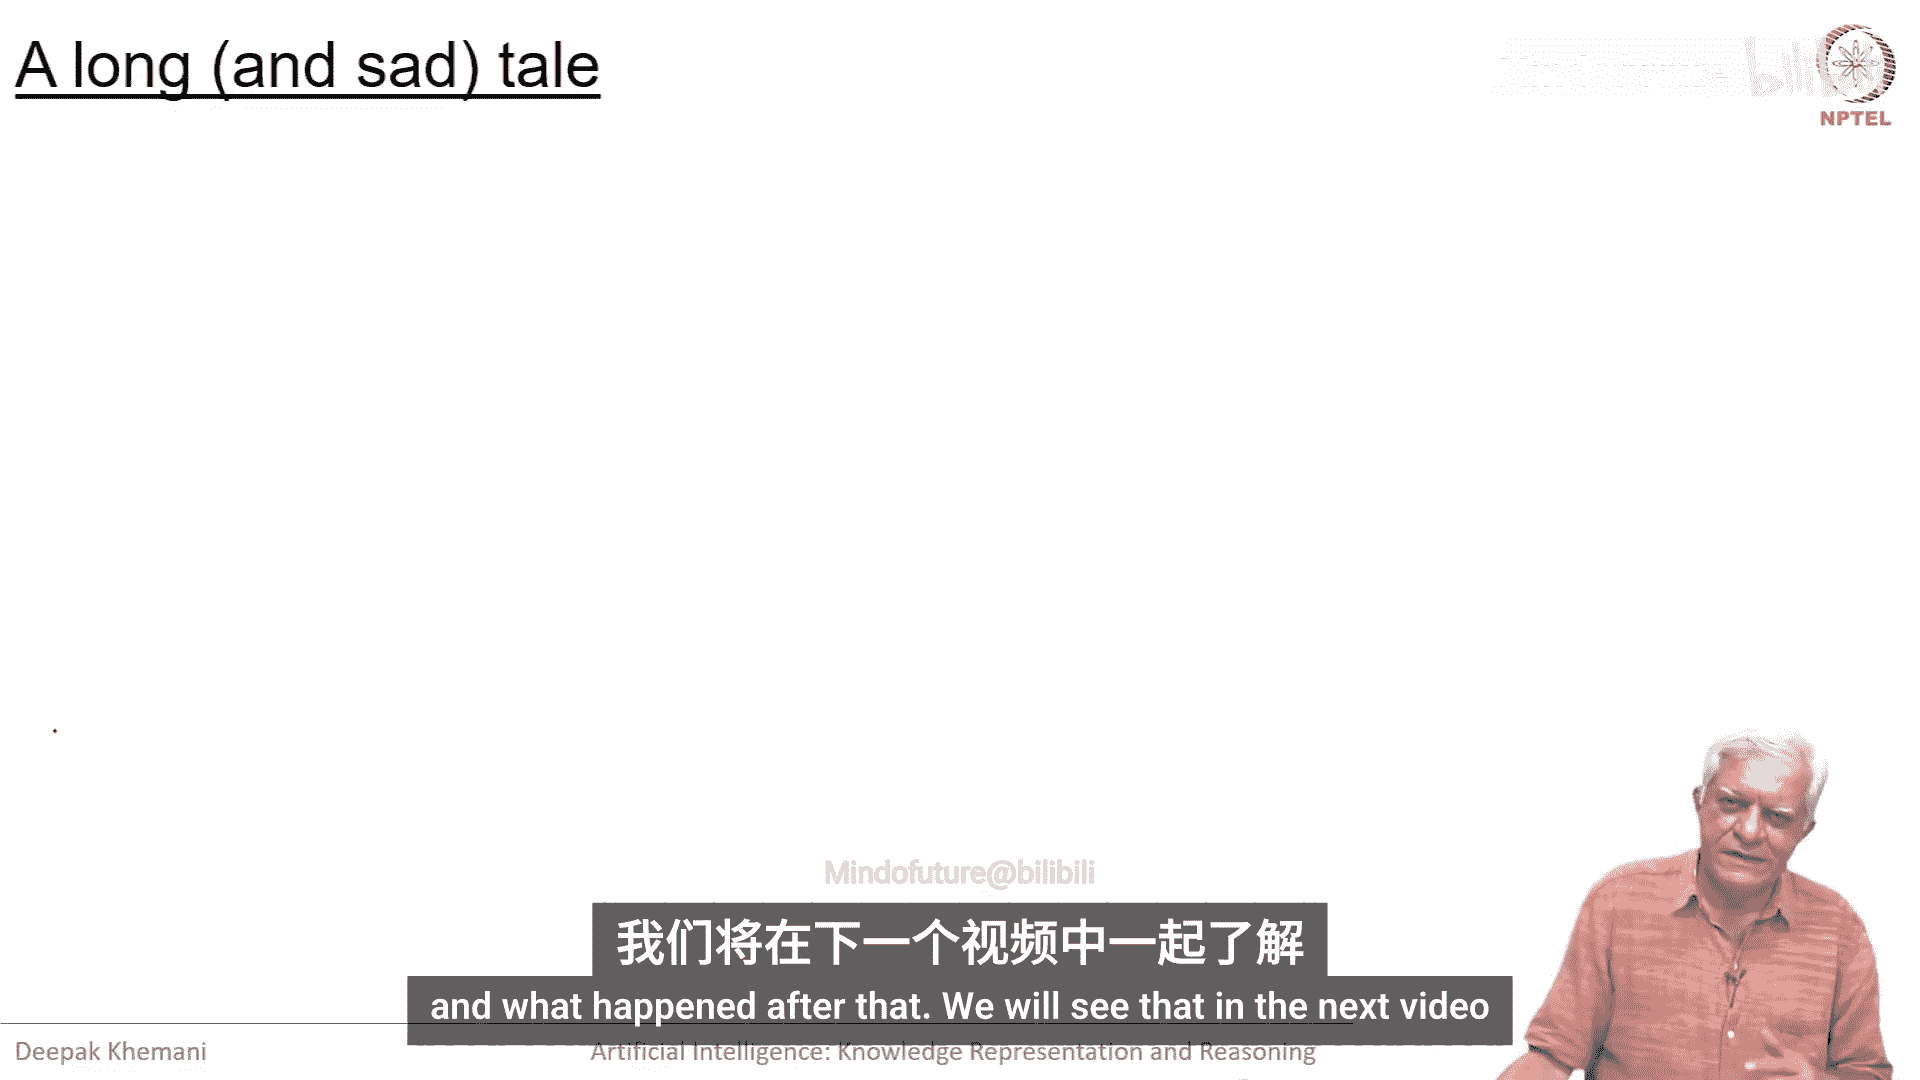 A long (and sad) tale
bilibili
NPTEL
Mindofuture@bilibili
我们将在下一个视频中一起了解
and what happened after that. We will see that in the next video
Deepak Khemani
Artificial Intelligence: Knowledge Representation and Reasoning